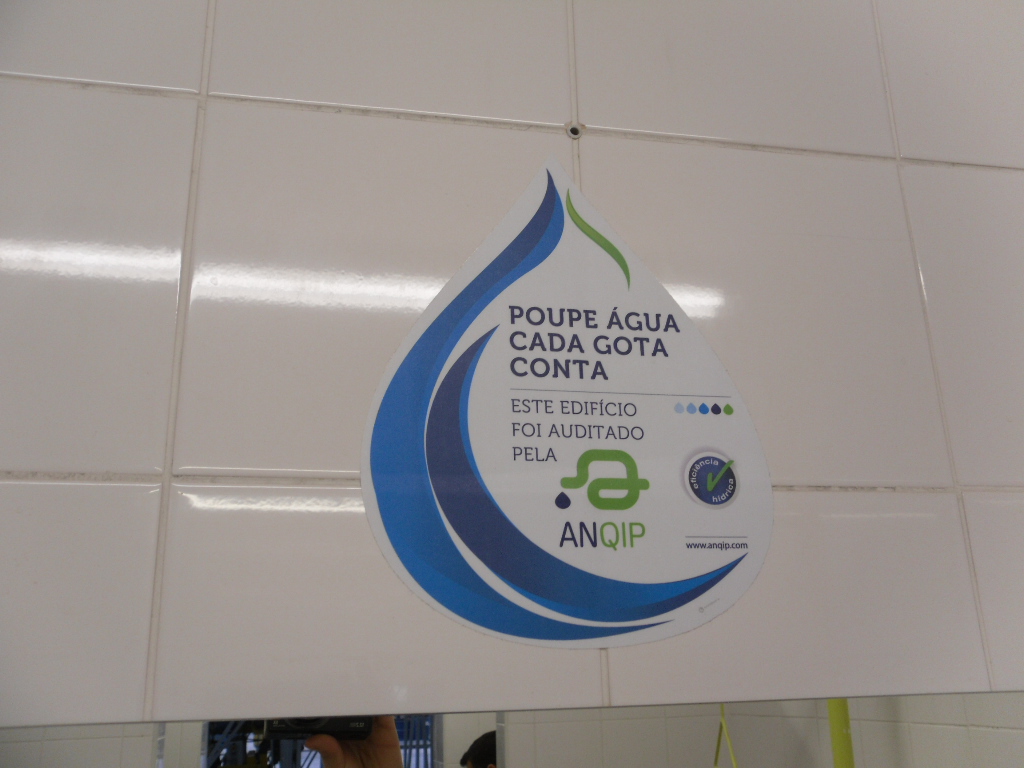 POUPE ÁGUA
CADA GOTA
CONTA
ESTE EDIFÍCIO
FOI AUDITADO
PELA
ANQIP
eficiência
hídrica
www.anqip.com